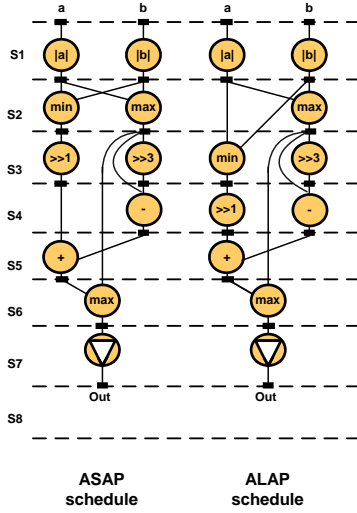 a b a b
S1 |a| |b| |a| |b|
S2 min max max
S3 >>1 >>3 min >>3
S4 - >>1 -
S5 + +
S6 max max
S7
Out Out
S8
ASAP ALAP
schedule schedule